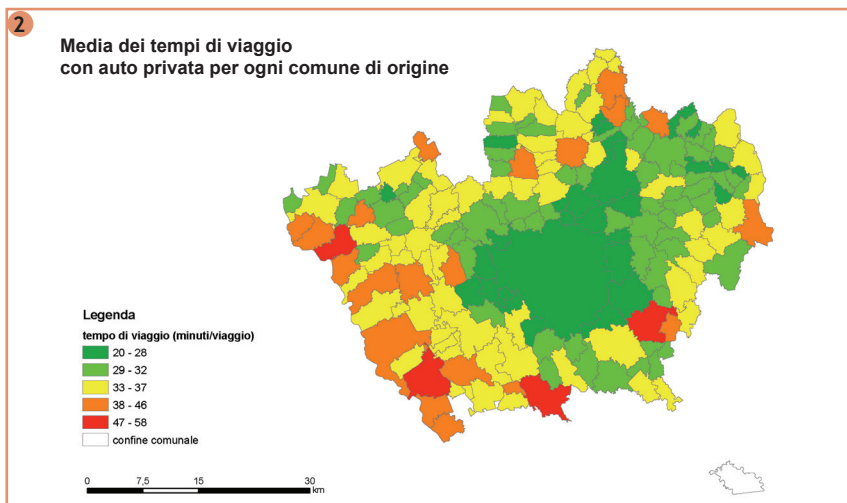 2
Media dei tempi di viaggio
con auto privata per ogni comune di origine
Legenda
tempo di viaggio (minuti/viaggio)
20 - 28
29 - 32
33 - 37
38 - 46
47 - 58
confine comunale
0 7,5 15 30
km